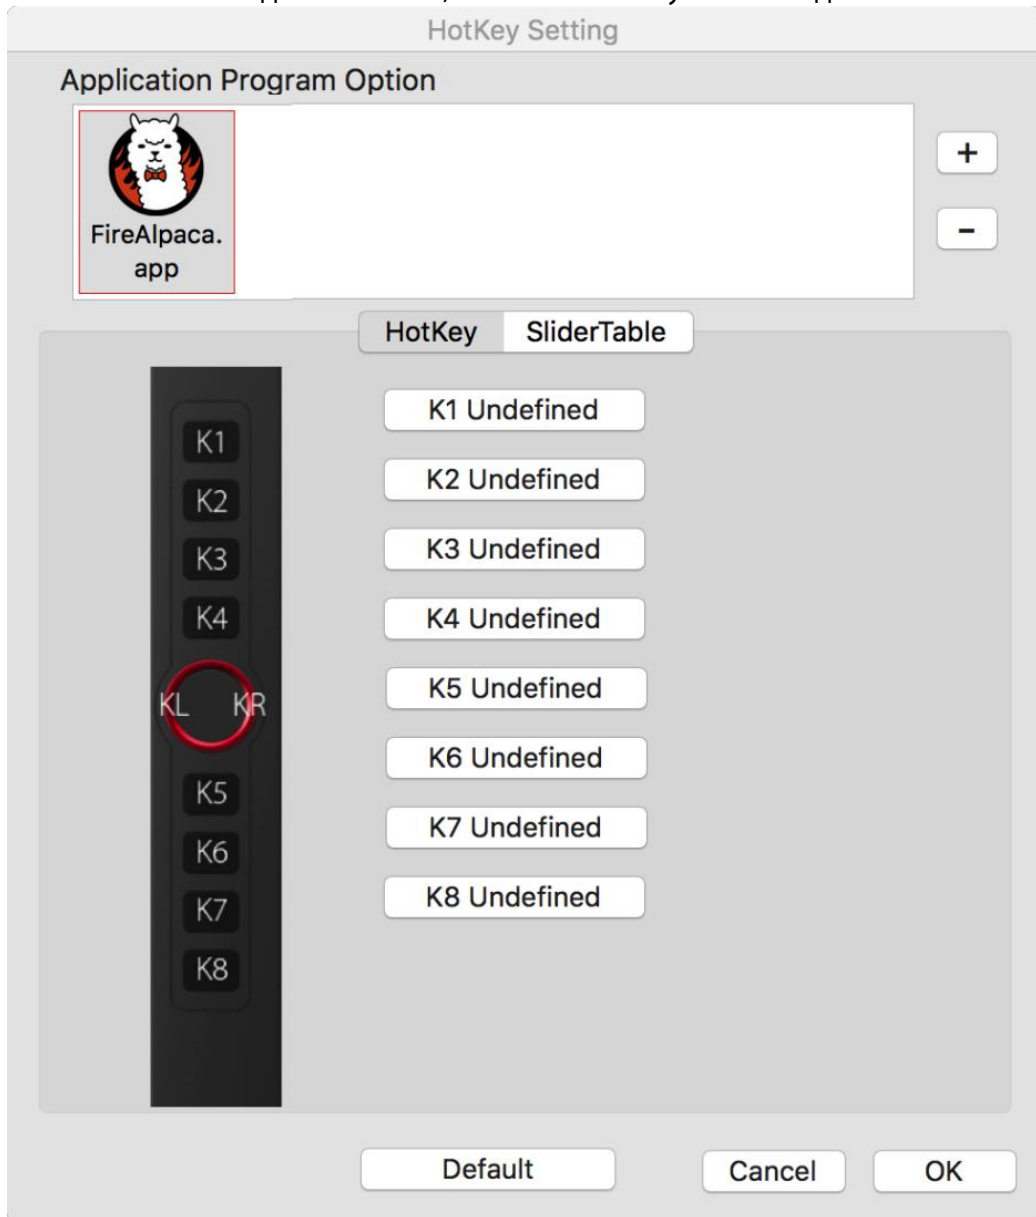 HotKey Setting
Application Program Option
FireAlpaca.
app
+
-
HotKey SliderTable
K1
K2
K3
K4
KL KR
K5
K6
K7
K8
K1 Undefined
K2 Undefined
K3 Undefined
K4 Undefined
K5 Undefined
K6 Undefined
K7 Undefined
K8 Undefined
Default Cancel OK